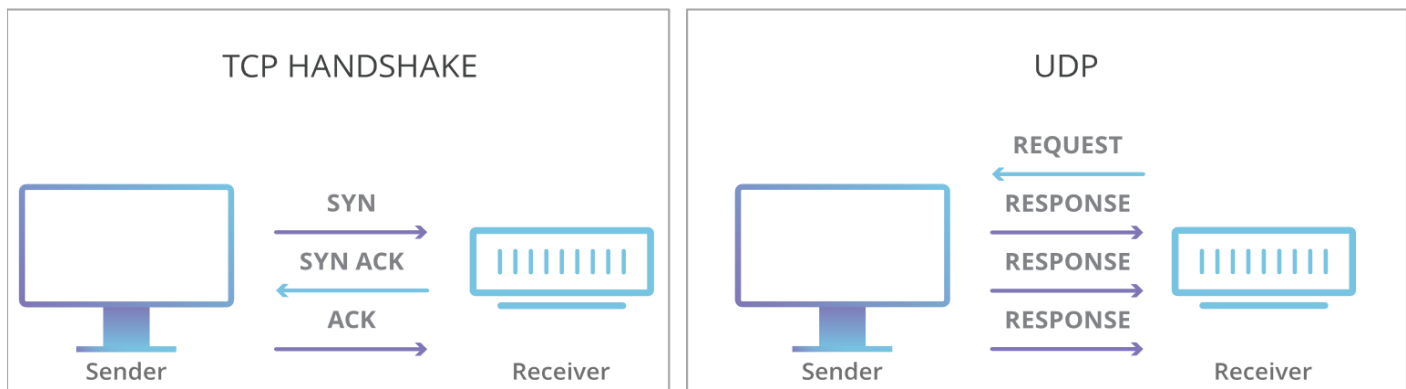 TCP HANDSHAKE
SYN
SYN ACK
ACK
Sender
Receiver
UDP
REQUEST
RESPONSE
RESPONSE
RESPONSE
Sender
Receiver